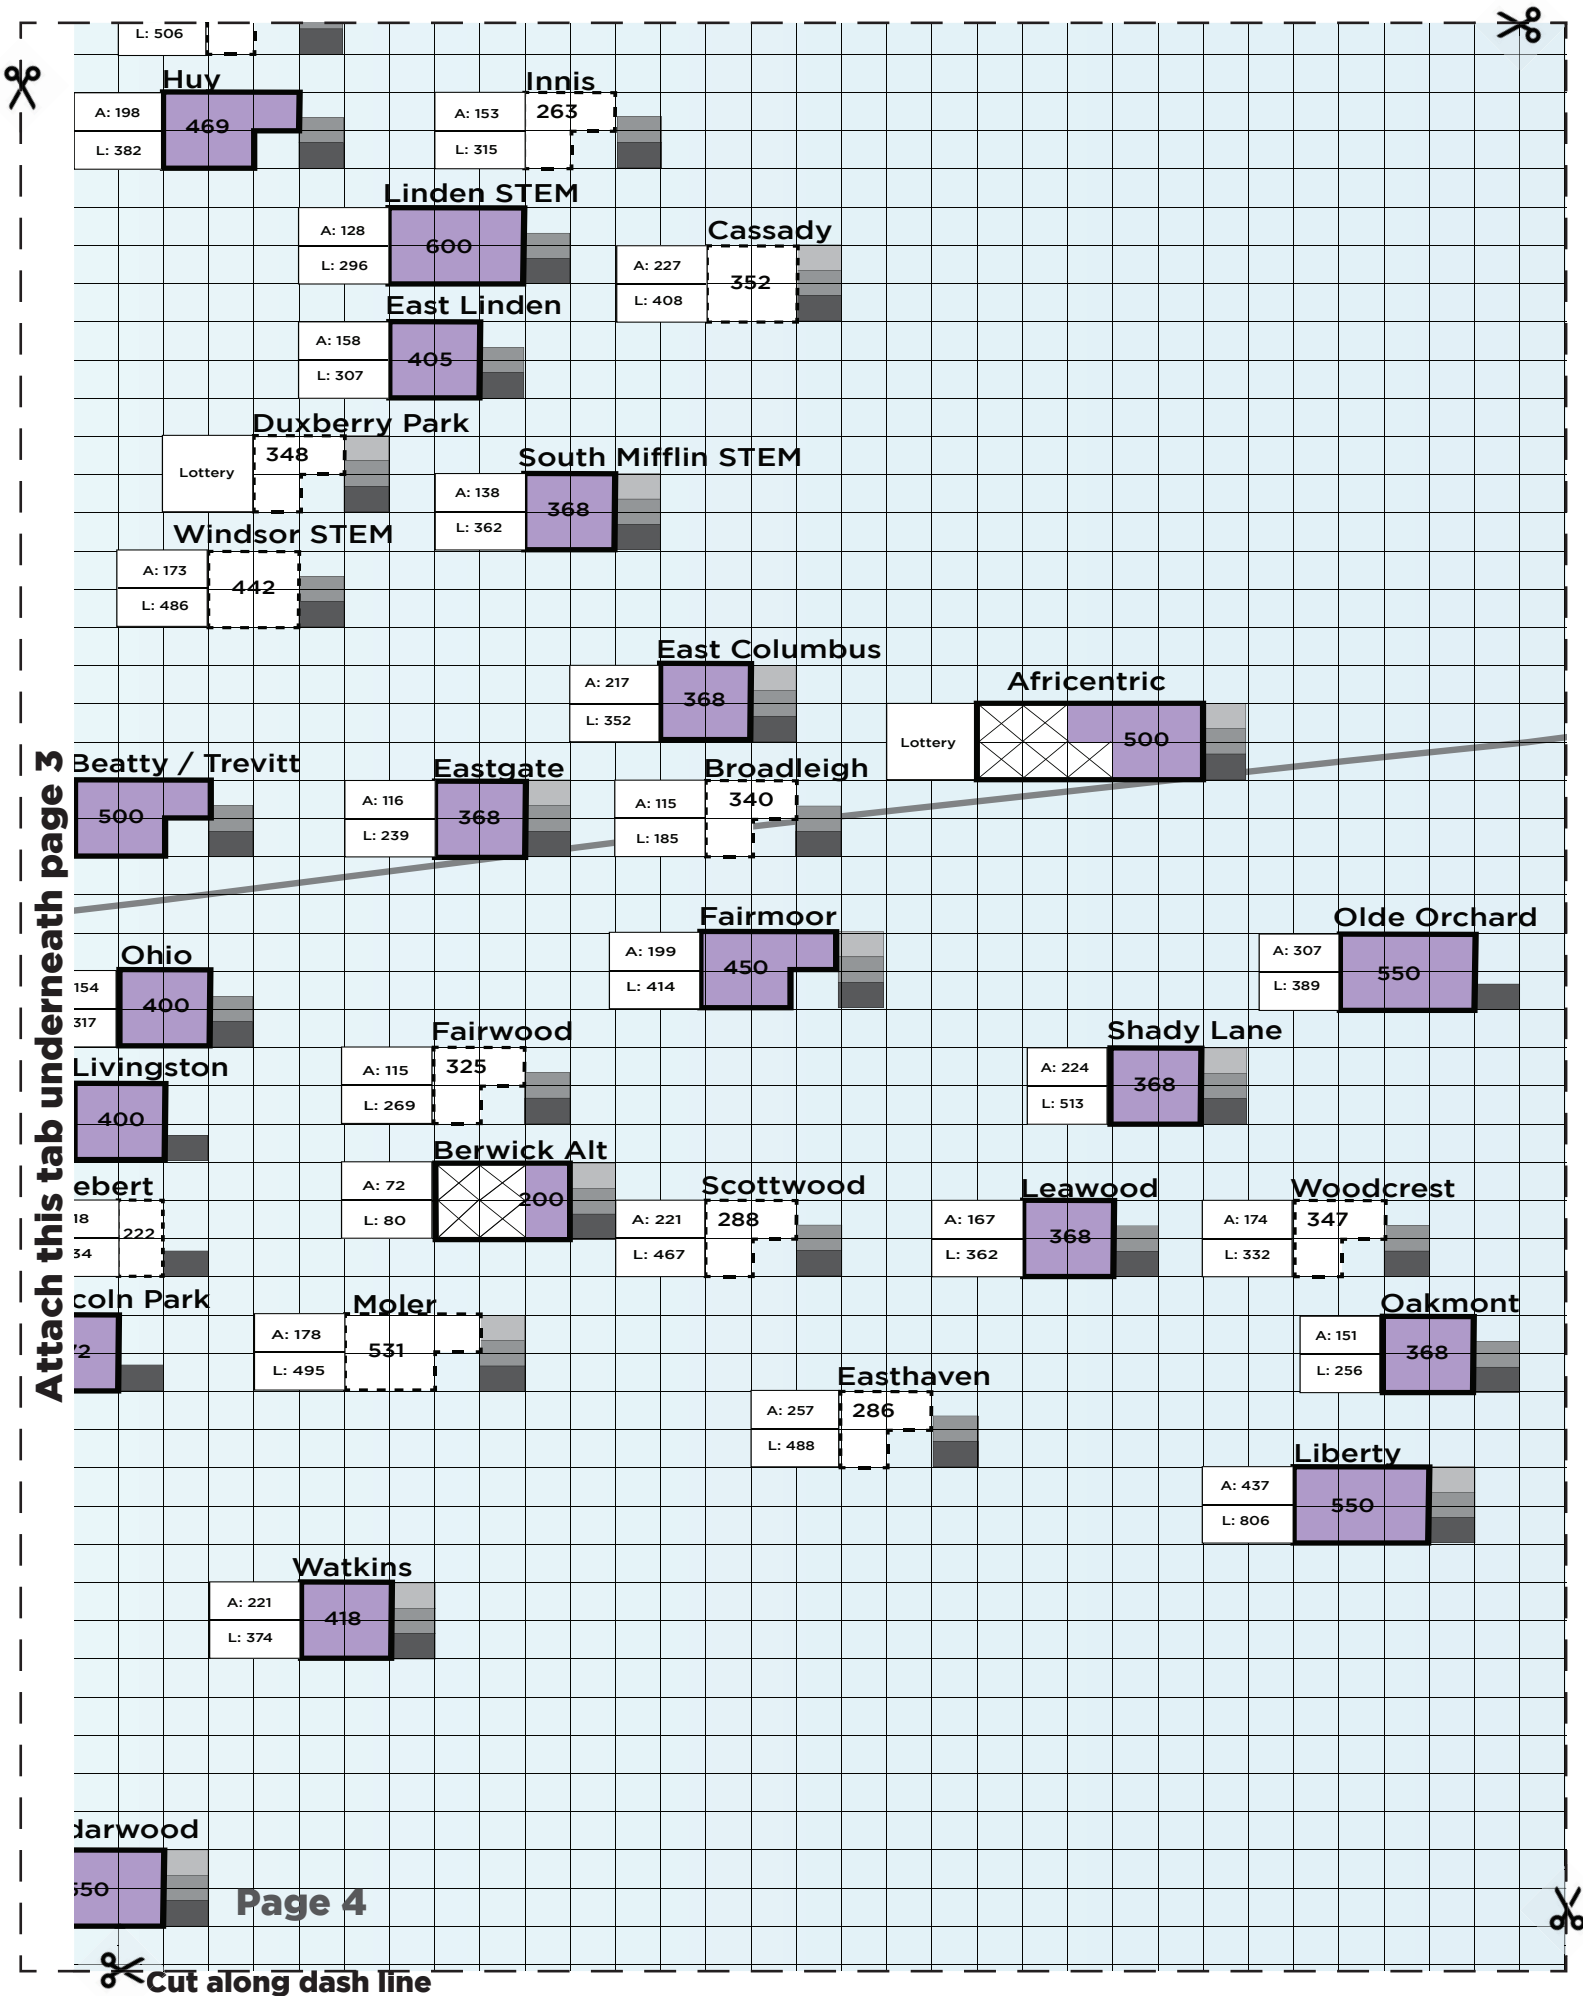 L: 506
Huy
A: 198
469
L: 382
Innis
A: 153
263
L: 315
Linden STEM
A: 128
600
L: 296
Cassady
A: 227
352
L: 408
East Linden
A: 158
405
L: 307
Duxberry Park
348
Lottery
South Mifflin STEM
A: 138
368
L: 362
Windsor STEM
A: 173
442
L: 486
East Columbus
A: 217
368
L: 352
Africentric
Lottery
500
Beatty / Trevitt
500
Eastgate
A: 116
368
L: 239
Broadleigh
A: 115
340
L: 185
Fairmoor
A: 199
450
L: 414
Olde Orchard
A: 307
550
L: 389
Ohio
154
400
317
Fairwood
A: 115
325
L: 269
Shady Lane
A: 224
368
L: 513
Livingston
400
Berwick Alt
A: 72
200
L: 80
ebert
18
222
34
Scottwood
A: 221
288
L: 467
Leawood
A: 167
368
L: 362
Woodcrest
A: 174
347
L: 332
coln Park
2
Moler
A: 178
531
L: 495
Oakmont
A: 151
368
L: 256
Easthaven
A: 257
286
L: 488
Liberty
A: 437
550
L: 806
Watkins
A: 221
418
L: 374
darwood
50
Page 4
Attach this tab underneath page 3
Cut along dash line